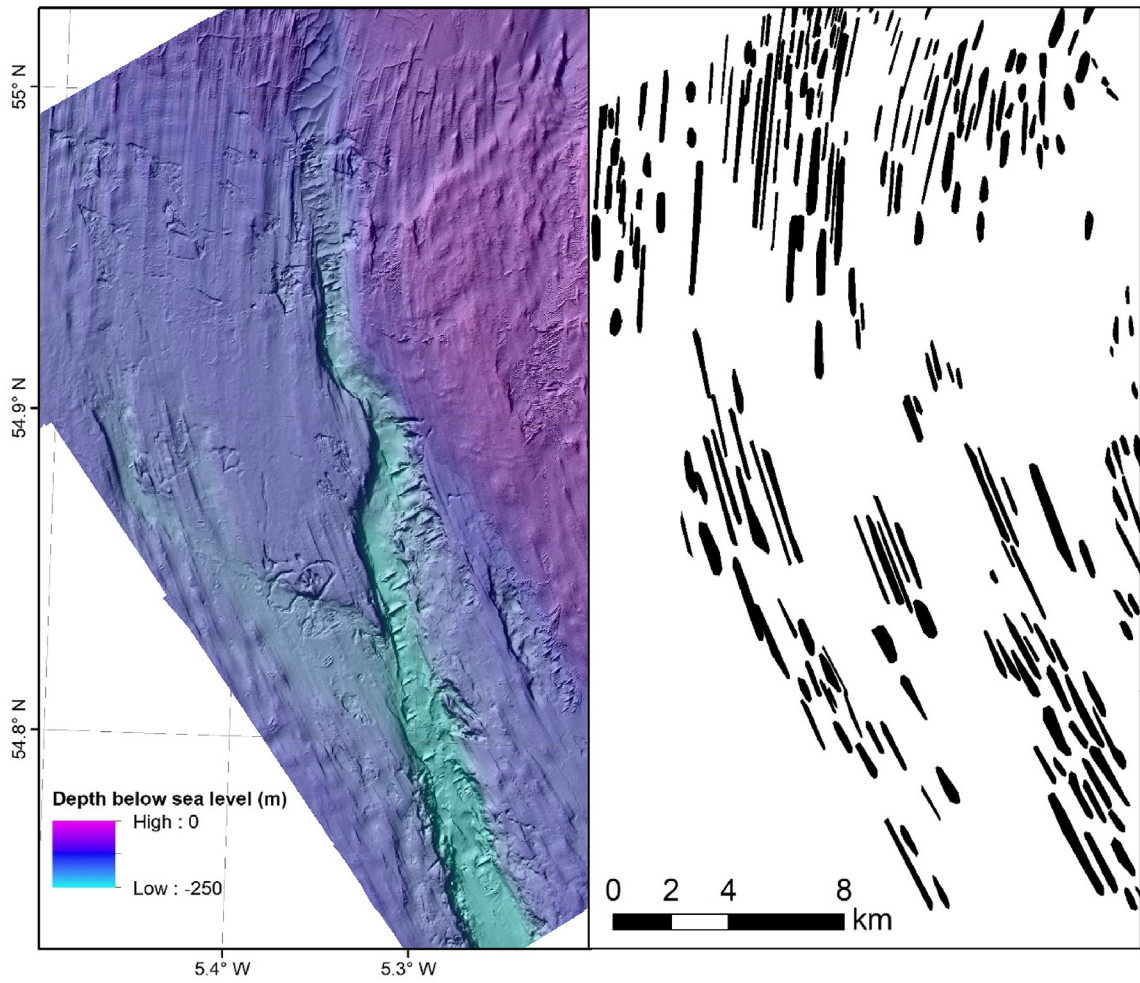 55° N
54.9° N
54.8° N
Depth below sea level (m)
High : 0
Low : -250
5.4° W
5.3° W
0 2 4 8
km